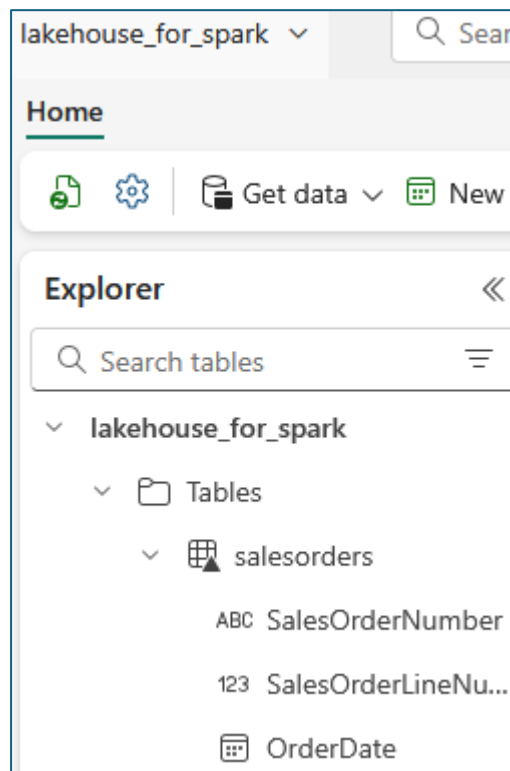 lakehouse_for_spark Sear
Home
Get data New
Explorer
Search tables
lakehouse_for_spark
Tables
salesorders
ABC SalesOrderNumber
123 SalesOrderLineNu...
OrderDate